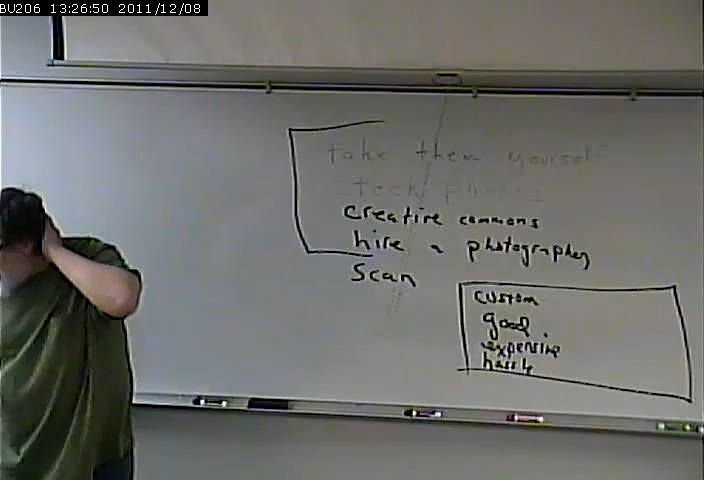 BU206 13:26:50 2011/12/08
take them yourself
stock photos
creative commons
hire a photographer
Scan
custom
good
expensive
hassle